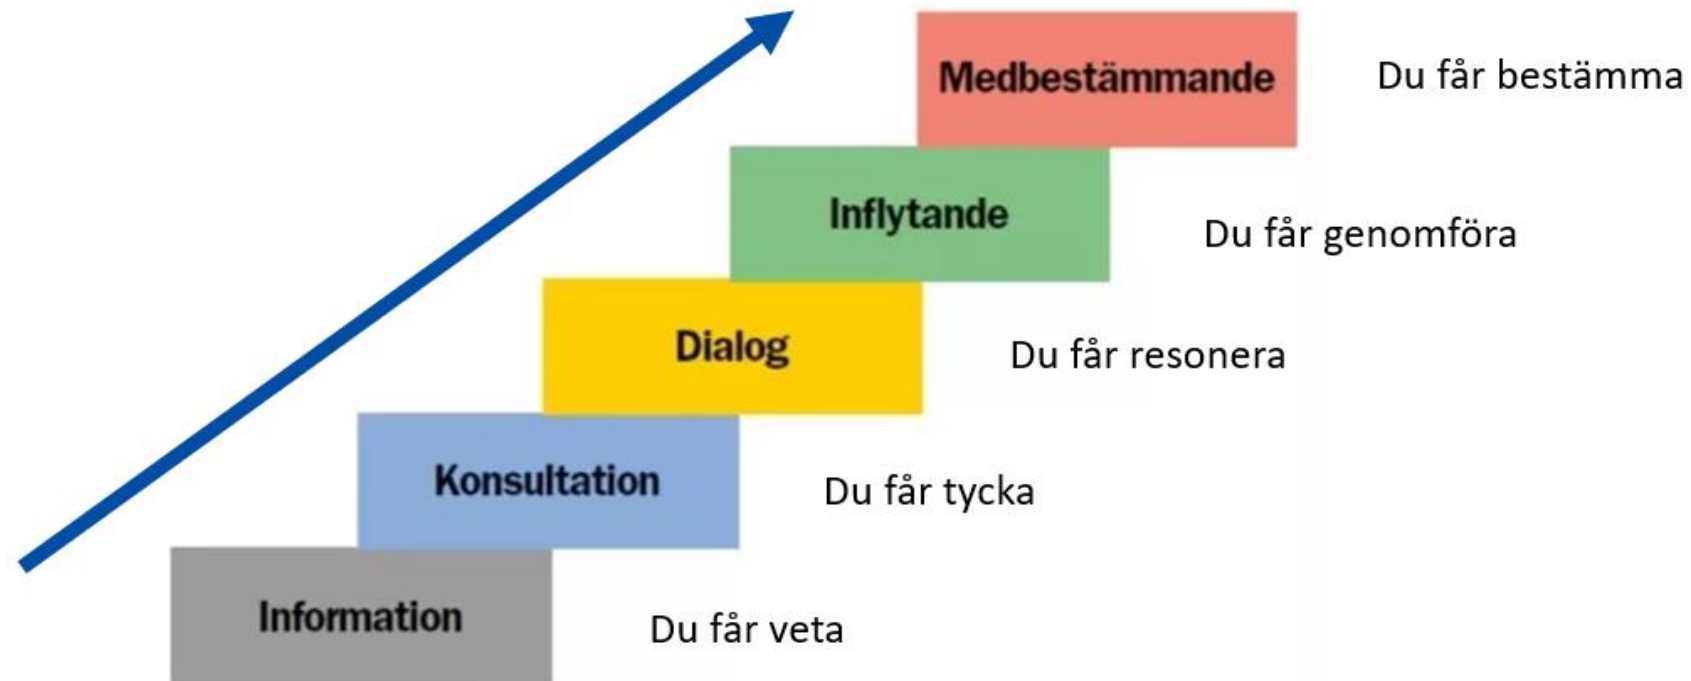 Medbestämmande
Du får bestämma
Inflytande
Du får genomföra
Dialog
Du får resonera
Konsultation
Du får tycka
Information
Du får veta